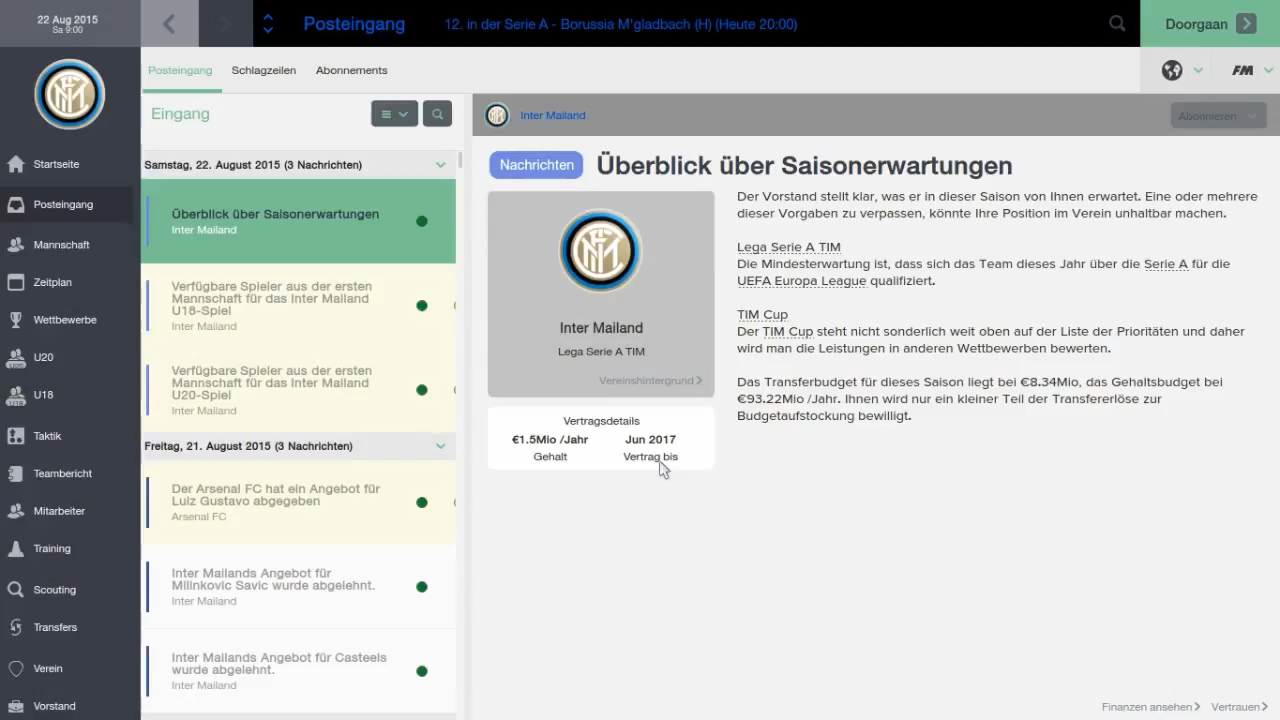 22 Aug 2015
Sa 9:00
Posteingang
12. in der Serie A - Borussia M'gladbach (H) (Heute 20:00)
Doorgaan
Posteingang
Schlagzeilen
Abonnements
FM
Startseite
Posteingang
Mannschaft
Zeitplan
Wettbewerbe
U20
U18
Taktik
Teambericht
Mitarbeiter
Training
Scouting
Transfers
Verein
Vorstand
Eingang
Samstag, 22. August 2015 (3 Nachrichten)
Überblick über Saisonerwartungen
Inter Mailand
Verfügbare Spieler aus der ersten
Mannschaft für das Inter Mailand
U18-Spiel
Inter Mailand
Verfügbare Spieler aus der ersten
Mannschaft für das Inter Mailand
U20-Spiel
Inter Mailand
Freitag, 21. August 2015 (3 Nachrichten)
Der Arsenal FC hat ein Angebot für
Luiz Gustavo abgegeben
Arsenal FC
Inter Mailands Angebot für
Milinkovic Savic wurde abgelehnt.
Inter Mailand
Inter Mailands Angebot für Casteels
wurde abgelehnt.
Inter Mailand
Inter Mailand
Abonnieren
Nachrichten
Überblick über Saisonerwartungen
Inter Mailand
Lega Serie A TIM
Vereinshintergrund
Vertragsdetails
€1.5Mio /Jahr
Jun 2017
Gehalt
Vertrag bis
Der Vorstand stellt klar, was er in dieser Saison von Ihnen erwartet. Eine oder mehrere
dieser Vorgaben zu verpassen, könnte Ihre Position im Verein unhaltbar machen.
Lega Serie A TIM
Die Mindesterwartung ist, dass sich das Team dieses Jahr über die Serie A für die
UEFA Europa League qualifiziert.
TIM Cup
Der TIM Cup steht nicht sonderlich weit oben auf der Liste der Prioritäten und daher
wird man die Leistungen in anderen Wettbewerben bewerten.
Das Transferbudget für dieses Saison liegt bei €8.34Mio, das Gehaltsbudget bei
€93.22Mio /Jahr. Ihnen wird nur ein kleiner Teil der Transfererlöse zur
Budgetaufstockung bewilligt.
Finanzen ansehen
Vertrauen